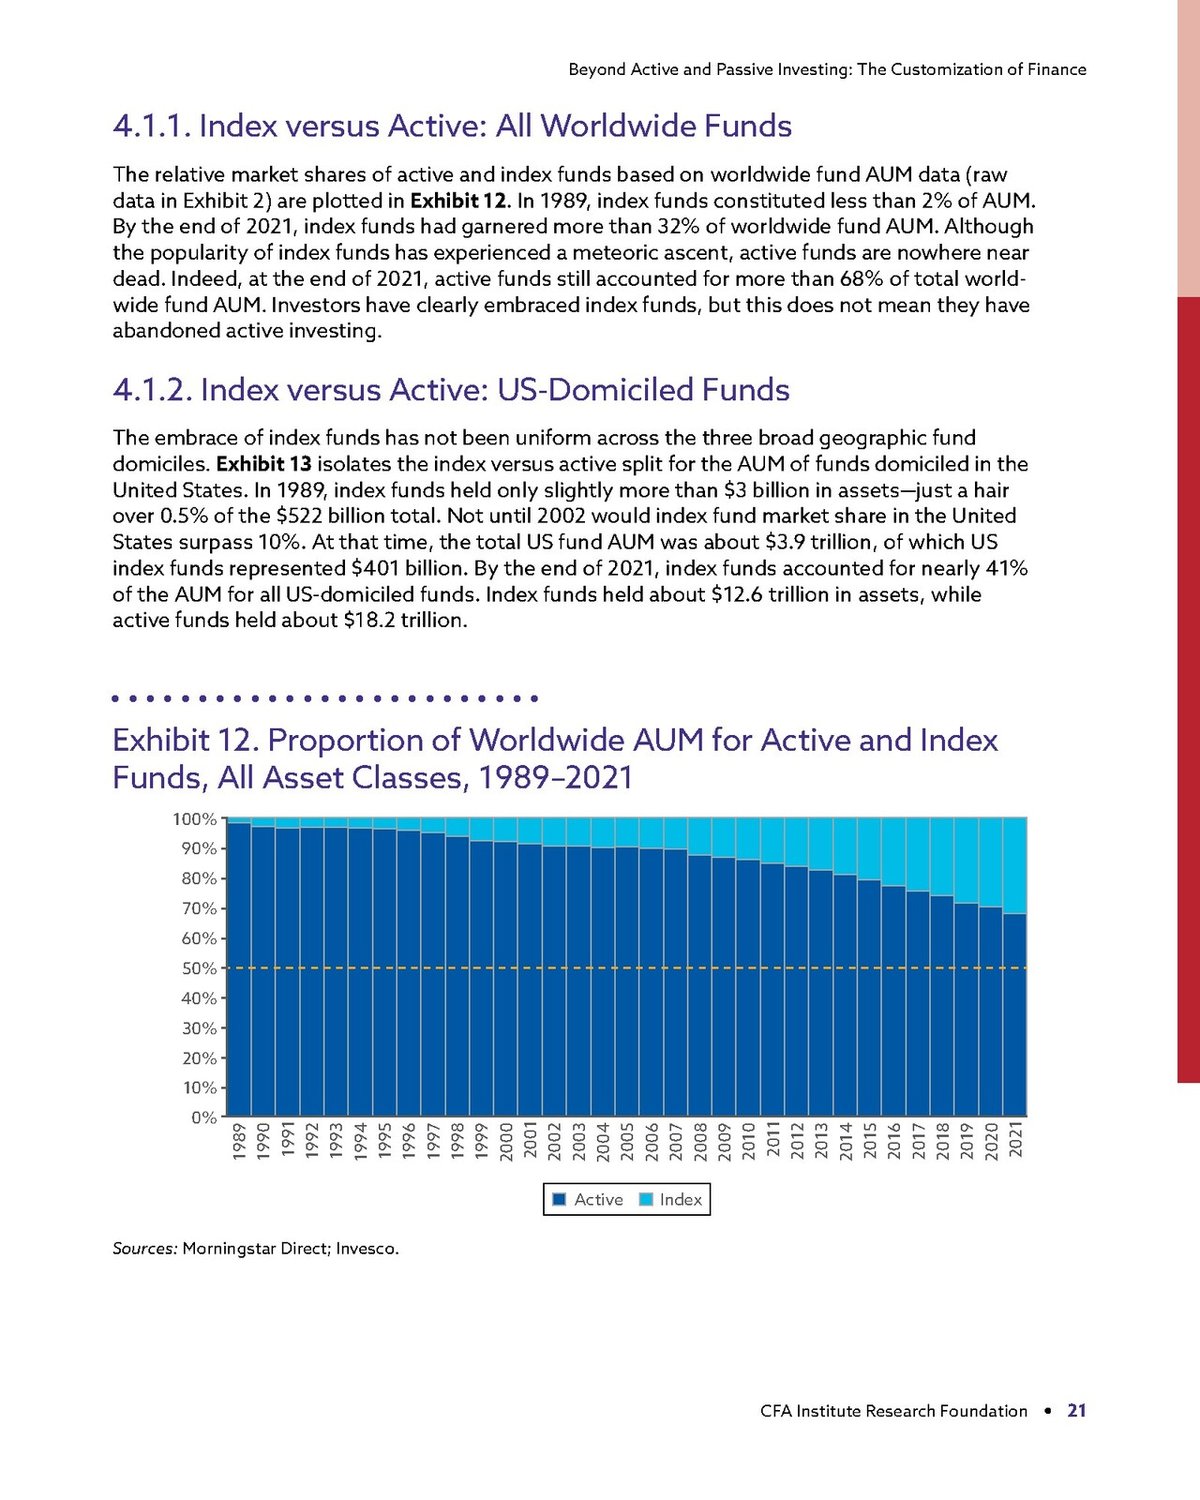 Beyond Active and Passive Investing: The Customization of Finance
4.1.1. Index versus Active: All Worldwide Funds
The relative market shares of active and index funds based on worldwide fund AUM data (raw
data in Exhibit 2) are plotted in Exhibit 12. In 1989, index funds constituted less than 2% of AUM.
By the end of 2021, index funds had garnered more than 32% of worldwide fund AUM. Although
the popularity of index funds has experienced a meteoric ascent, active funds are nowhere near
dead. Indeed, at the end of 2021, active funds still accounted for more than 68% of total world-
wide fund AUM. Investors have clearly embraced index funds, but this does not mean they have
abandoned active investing.
4.1.2. Index versus Active: US-Domiciled Funds
The embrace of index funds has not been uniform across the three broad geographic fund
domiciles. Exhibit 13 isolates the index versus active split for the AUM of funds domiciled in the
United States. In 1989, index funds held only slightly more than $3 billion in assets—just a hair
over 0.5% of the $522 billion total. Not until 2002 would index fund market share in the United
States surpass 10%. At that time, the total US fund AUM was about $3.9 trillion, of which US
index funds represented $401 billion. By the end of 2021, index funds accounted for nearly 41%
of the AUM for all US-domiciled funds. Index funds held about $12.6 trillion in assets, while
active funds held about $18.2 trillion.
Exhibit 12. Proportion of Worldwide AUM for Active and Index
Funds, All Asset Classes, 1989–2021
100%
90%
80%
70%
60%
50%
40%
30%
20%
10%
0%
1989 1990 1991 1992 1993 1994 1995 1996 1997 1998 1999 2000 2001 2002 2003 2004 2005 2006 2007 2008 2009 2010 2011 2012 2013 2014 2015 2016 2017 2018 2019 2020 2021
Active Index
Sources: Morningstar Direct; Invesco.
CFA Institute Research Foundation • 21